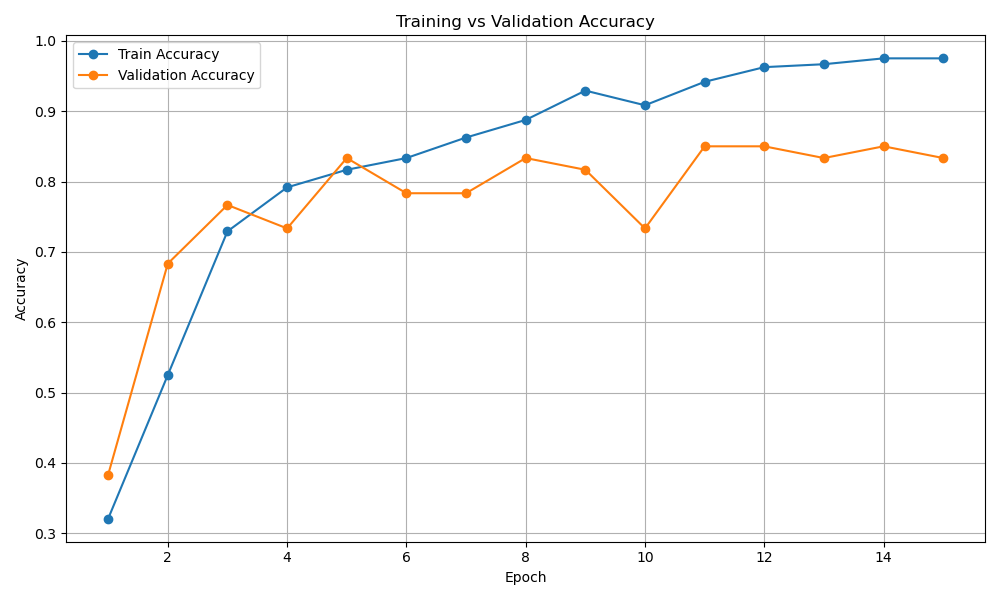 Training vs Validation Accuracy
Train Accuracy
Validation Accuracy
Accuracy
1.0
0.9
0.8
0.7
0.6
0.5
0.4
0.3
2 4 6 8 10 12 14
Epoch